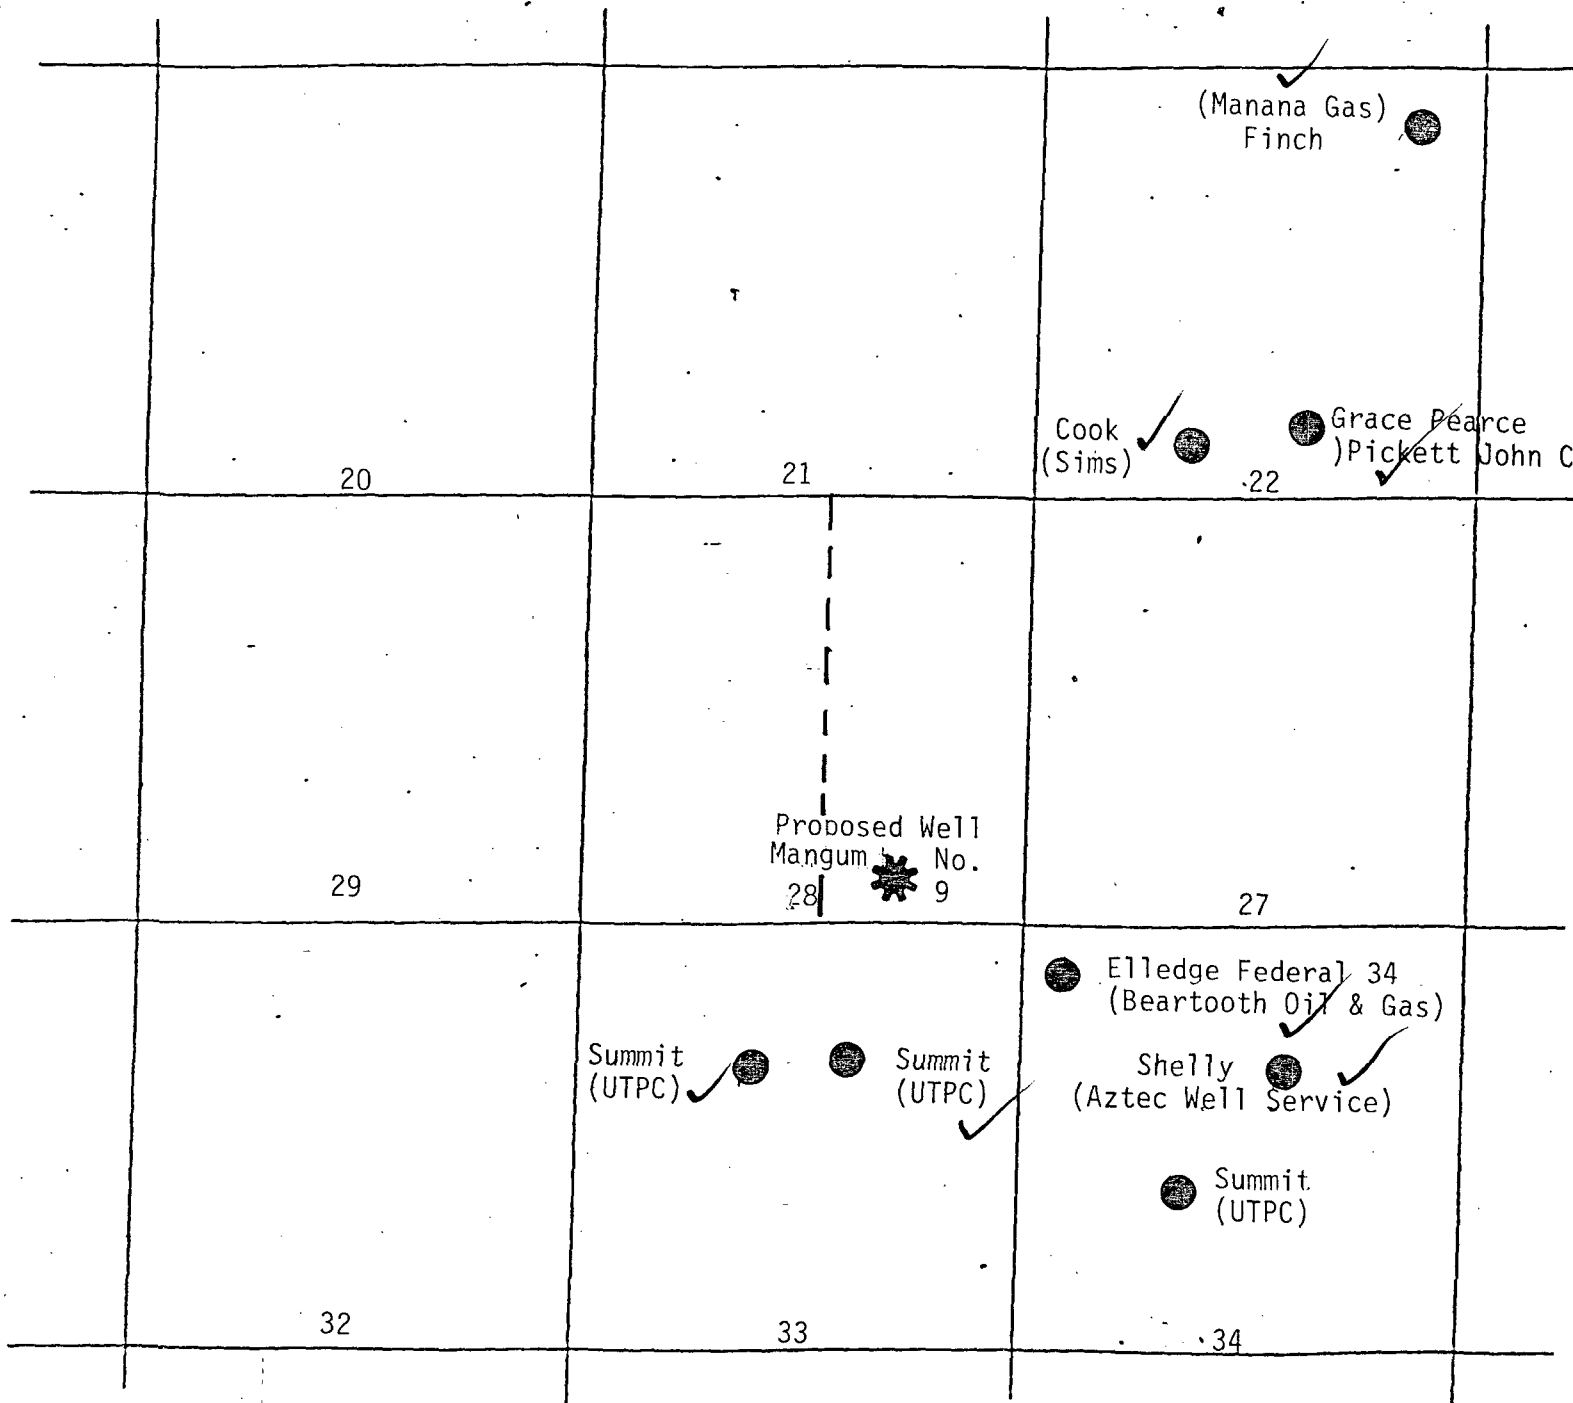 (Manana Gas)
Finch
Cook
(Sims)
Grace Pearce
)Pickett John C
20
21
22
Proposed Well
Mangum No.
9
29
28
27
Elledge Federal 34
(Beartooth Oil & Gas)
Summit
(UTPC)
Summit
(UTPC)
Shelly
(Aztec Well Service)
Summit
(UTPC)
32
33
34